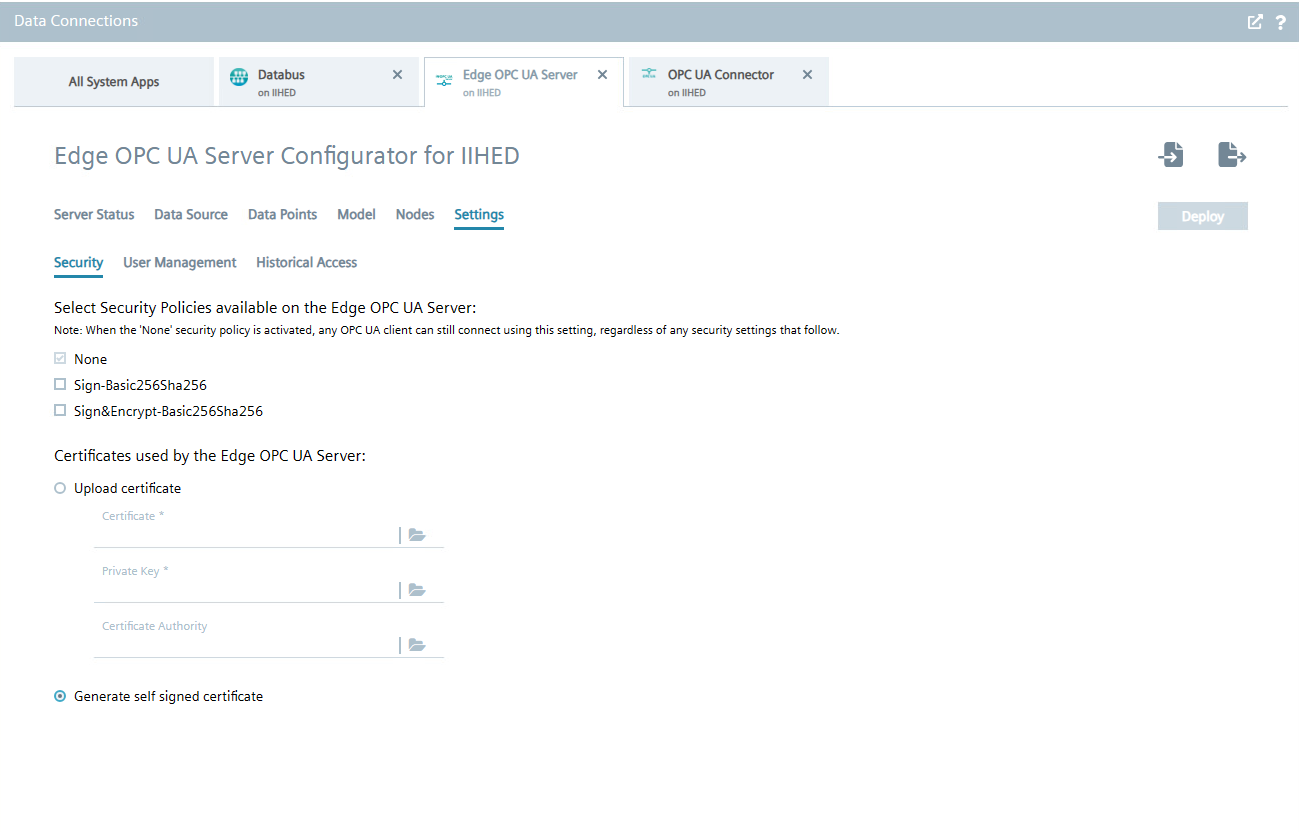 Data Connections
?
All System Apps
Databus
on IIHED
Edge OPC UA Server
on IIHED
OPC UA Connector
on IIHED
Edge OPC UA Server Configurator for IIHED
Server Status Data Source Data Points Model Nodes Settings
Deploy
Security User Management Historical Access
Select Security Policies available on the Edge OPC UA Server:
Note: When the 'None' security policy is activated, any OPC UA client can still connect using this setting, regardless of any security settings that follow.
None
Sign-Basic256Sha256
Sign&Encrypt-Basic256Sha256
Certificates used by the Edge OPC UA Server:
Upload certificate
Certificate *
Private Key *
Certificate Authority
Generate self signed certificate